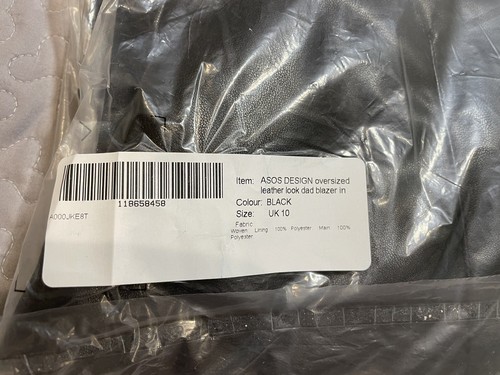 118658458
AD00JKE8T
Item: ASOS DESIGN oversized
leather look dad blazer in
Colour: BLACK
Size: UK 10
Fabric:
Woven Lining 100% Polyester Main 100%
Polyester